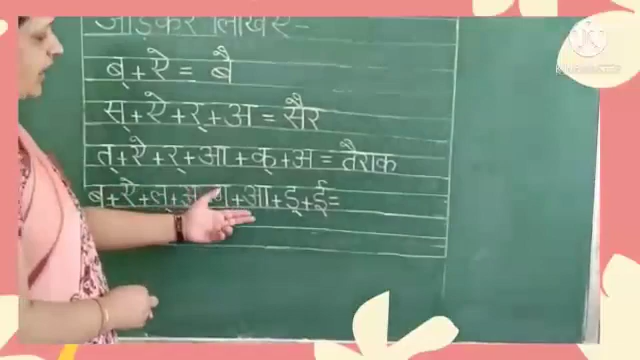 जोड़कर लिखिए-
ब्+ऐ= बै
स्+ऐ+र्+अ=सैर
त्+ऐ+र्+आ+क्+अ=तैराक
ब+ऐ+ल्+अ +आ+ड़्+ई=